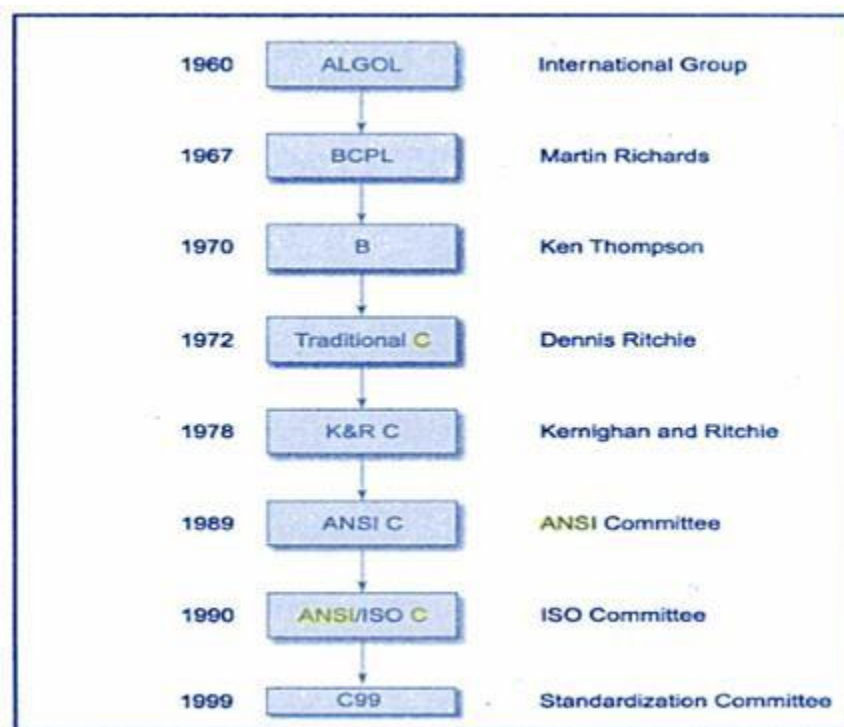 1960 ALGOL International Group
1967 BCPL Martin Richards
1970 B Ken Thompson
1972 Traditional C Dennis Ritchie
1978 K&R C Kernighan and Ritchie
1989 ANSI C ANSI Committee
1990 ANSI/ISO C ISO Committee
1999 C99 Standardization Committee